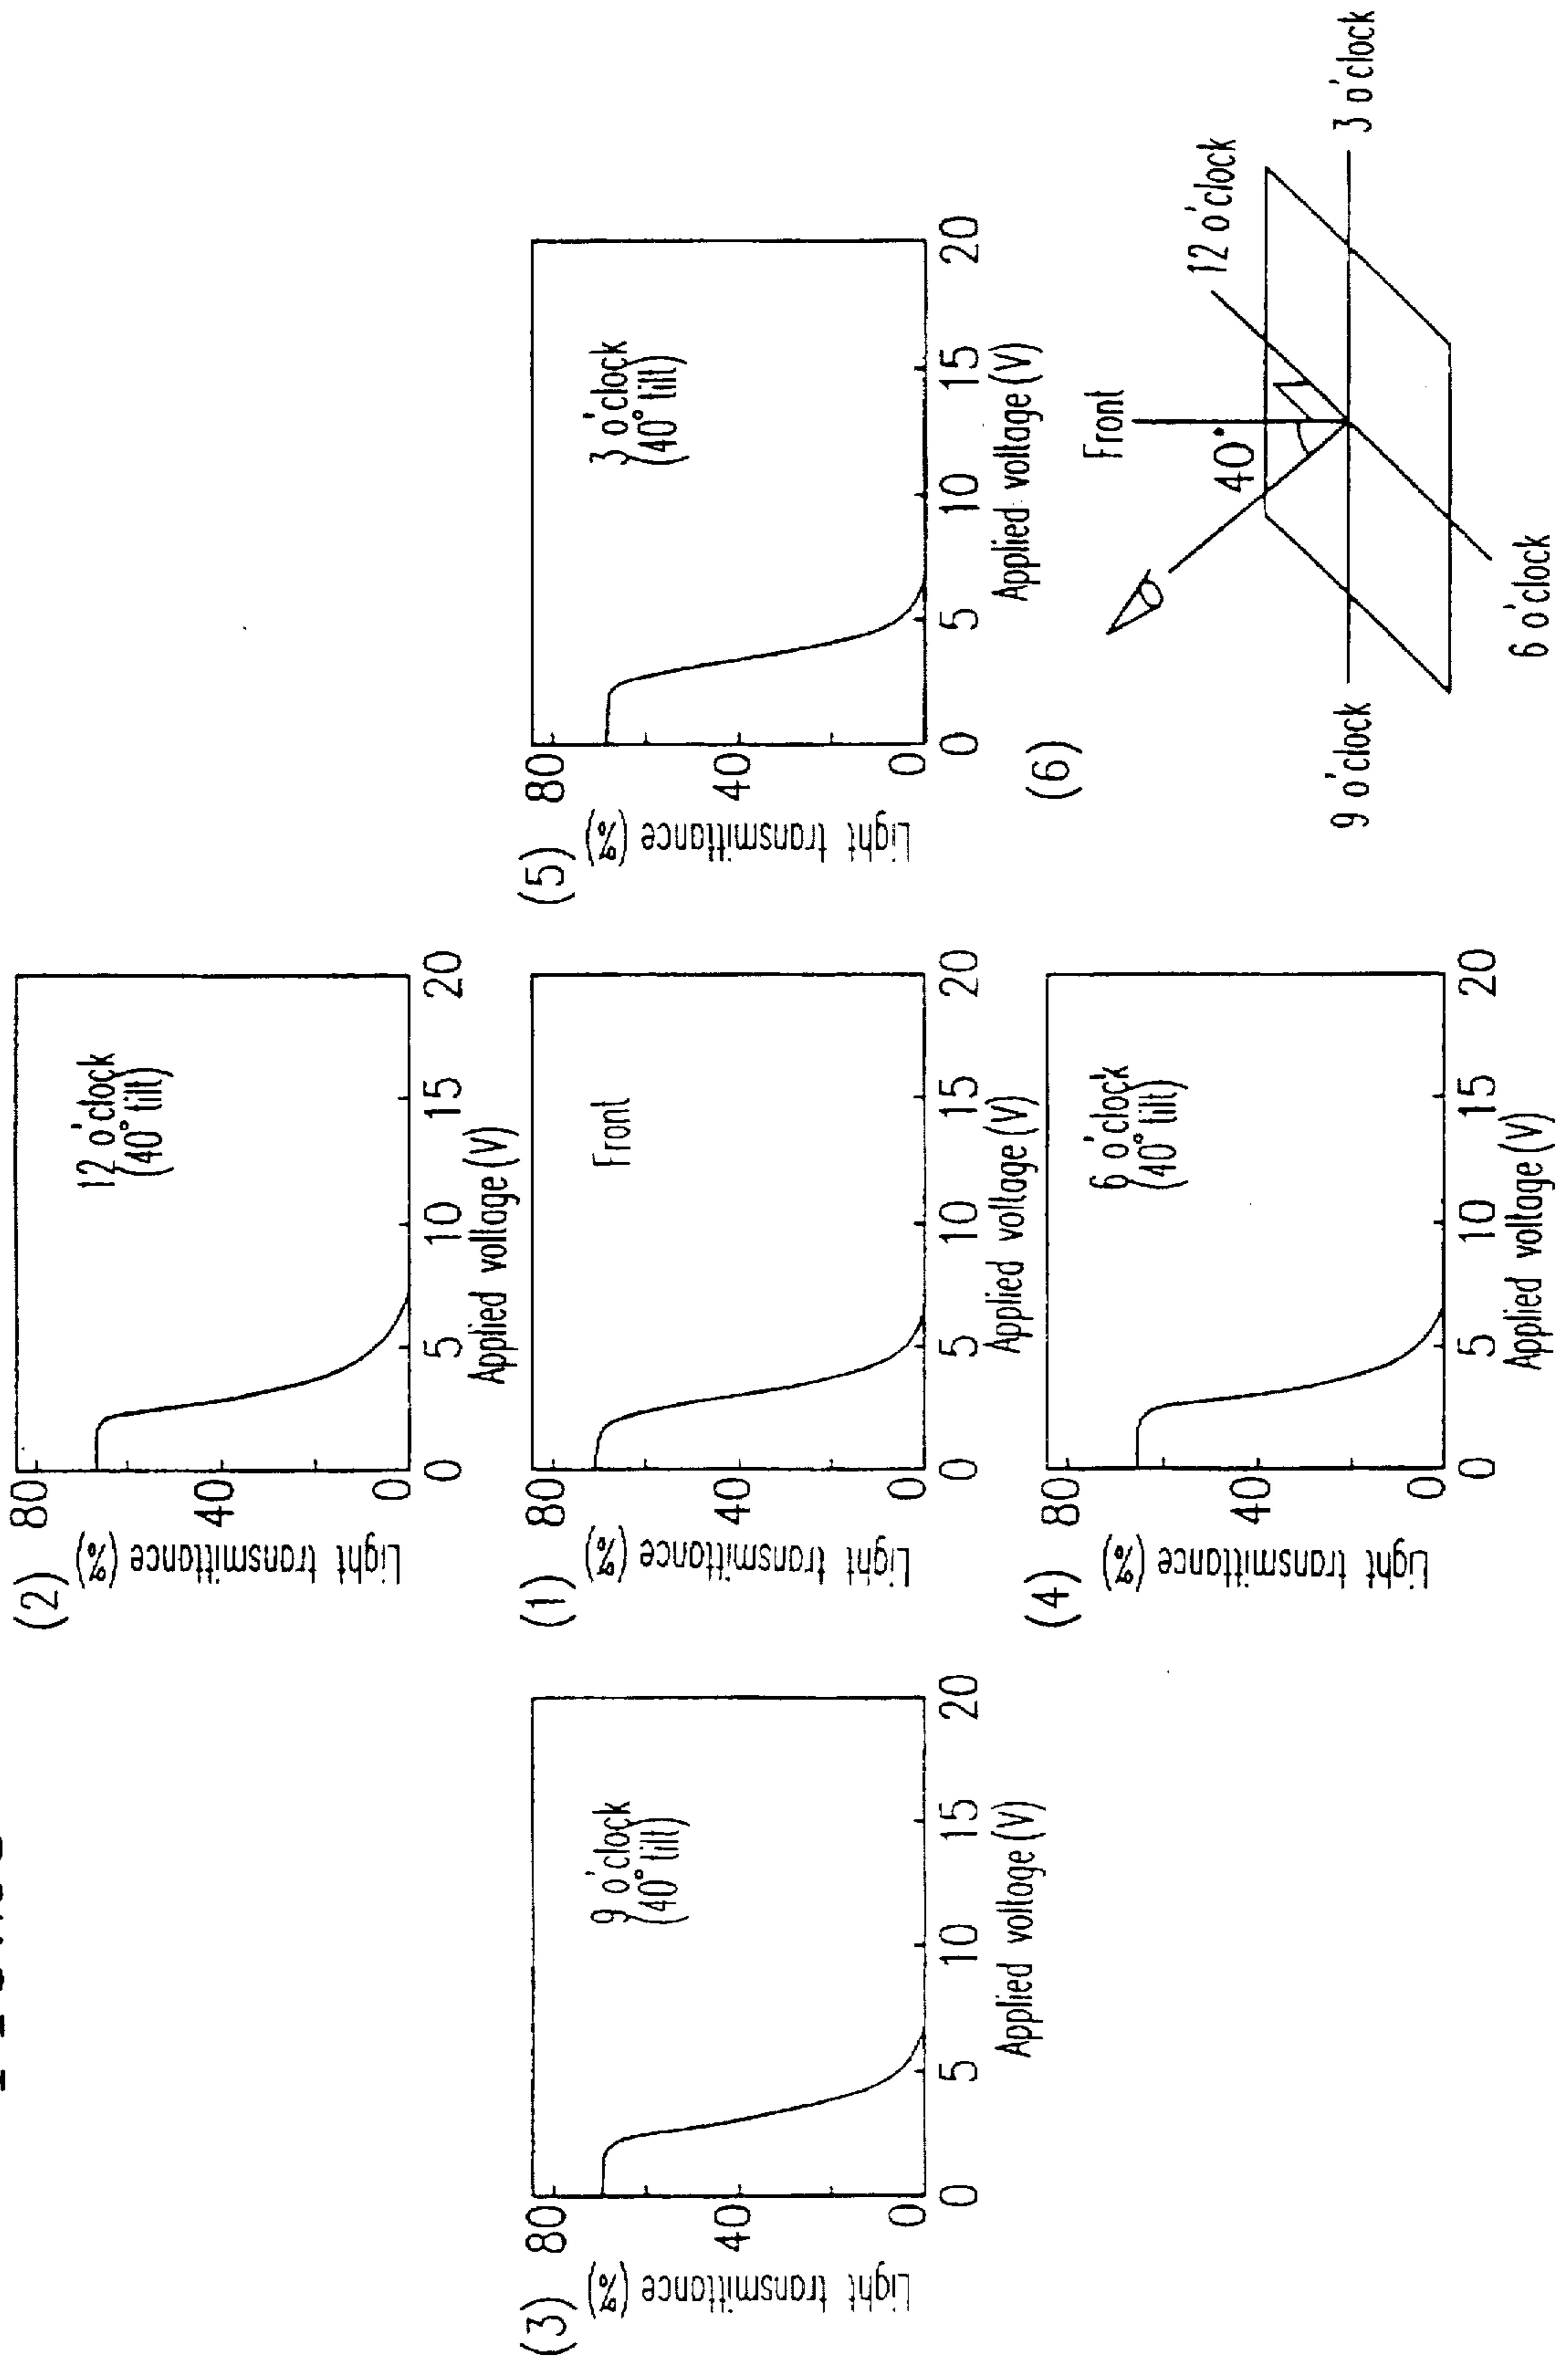 (2)
Light transmittance
(%)
80
40
0
12 o'clock
(40° tilt)
0 5 10 15 20
Applied voltage (V)
(3)
Light transmittance
(%)
80
40
0
9 o'clock
(40° tilt)
0 5 10 15 20
Applied voltage (V)
(1)
Light transmittance
(%)
80
40
0
Front
0 5 10 15 20
Applied voltage (V)
(5)
Light transmittance
(%)
80
40
0
3 o'clock
(40° tilt)
0 5 10 15 20
Applied voltage (V)
(4)
Light transmittance
(%)
80
40
0
6 o'clock
(40° tilt)
0 5 10 15 20
Applied voltage (V)
(6)
Front
40°
12 o'clock
9 o'clock
3 o'clock
6 o'clock